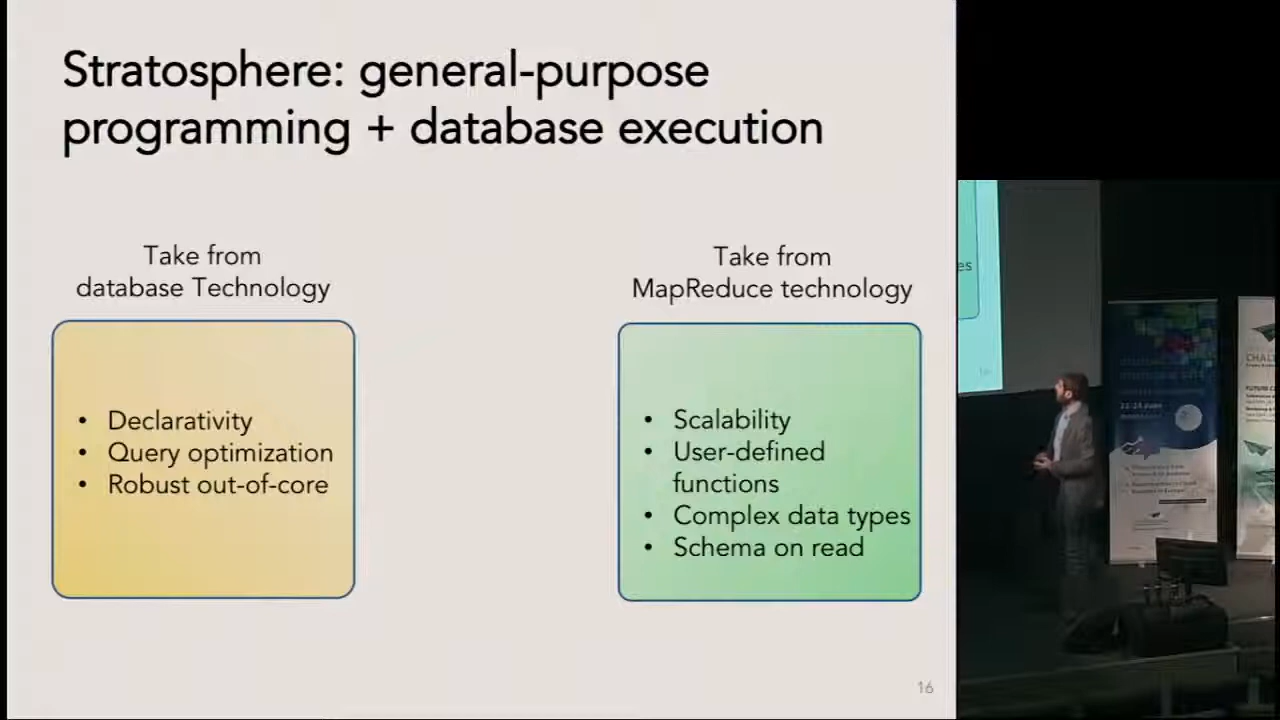 Stratosphere: general-purpose
programming + database execution
Take from
database Technology
• Declarativity
• Query optimization
• Robust out-of-core
Take from
MapReduce technology
• Scalability
• User-defined
functions
• Complex data types
• Schema on read
16
es